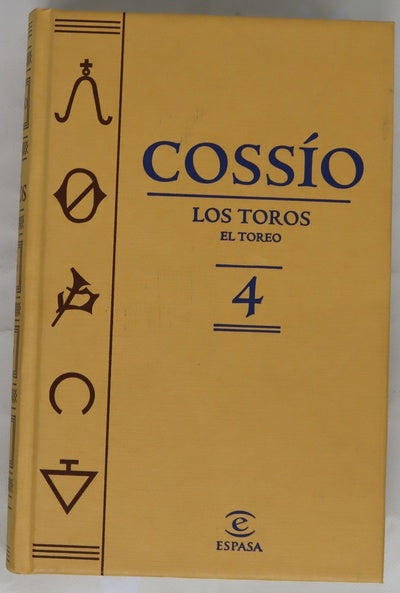 COSSÍO
LOS TOROS
EL TOREO
4
e
ESPASA